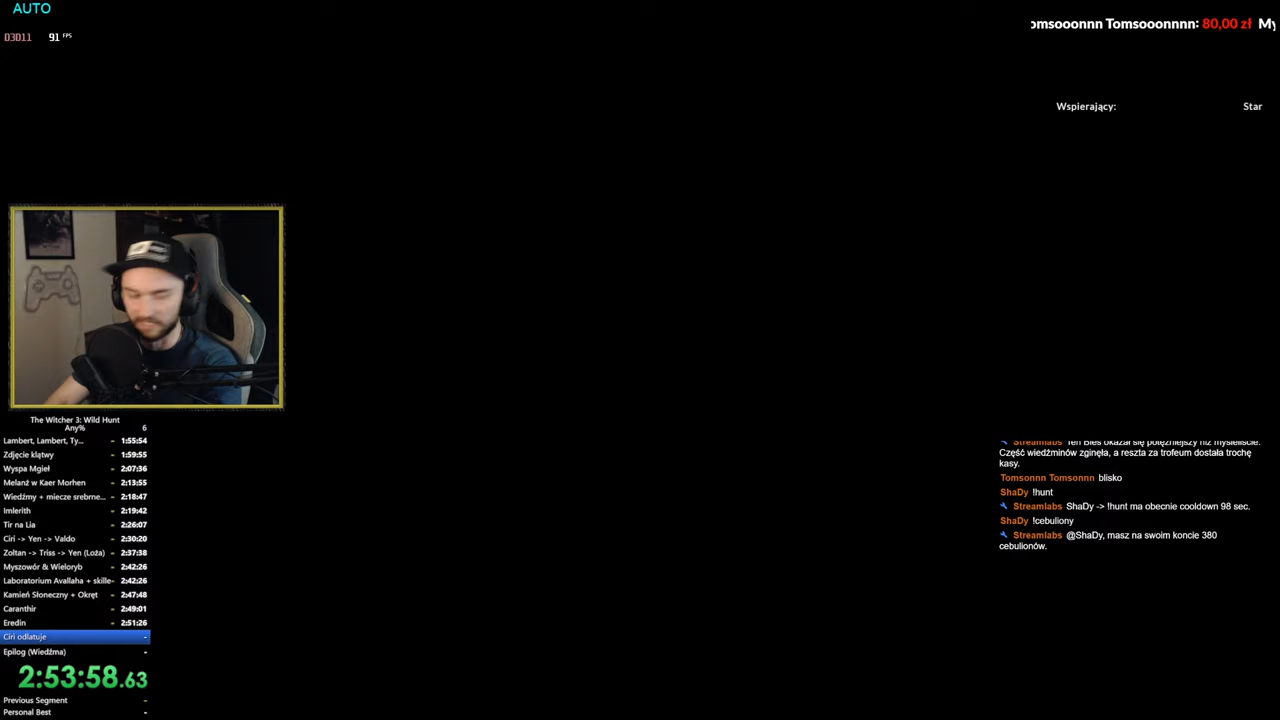 AUTO
03011 91 FPS
omsooonnn Tomsooonnnn: 80,00 zł My
Wspierający: Star
The Witcher 3: Wild Hunt
Any% 6
Lambert, Lambert, Ty... - 1:55:54
Zdjęcie klątwy - 1:59:55
Wyspa Mgieł - 2:07:36
Melanż w Kaer Morhen - 2:13:55
Wiedźmy + miecze srebrne... - 2:18:47
Imlerith - 2:19:42
Tir na Lia - 2:26:07
Ciri -> Yen -> Valdo - 2:30:20
Zoltan -> Triss -> Yen (Loża) - 2:37:38
Myszowór & Wieloryb - 2:42:26
Laboratorium Avallaha + skille - 2:42:26
Kamień Słoneczny + Okręt - 2:47:48
Caranthir - 2:49:01
Eredin - 2:51:26
Ciri odlatuje -
Epilog (Wiedźma) -
2:53:58.63
Previous Segment -
Personal Best -
Streamlabs Ten Bies okazał się potężniejszy niż myśleliście.
Część wiedźminów zginęła, a reszta za trofeum dostała trochę
kasy.
Tomsonnn Tomsonnn blisko
ShaDy !hunt
Streamlabs ShaDy -> !hunt ma obecnie cooldown 98 sec.
ShaDy !cebuliony
Streamlabs @ShaDy, masz na swoim koncie 380
cebulionów.